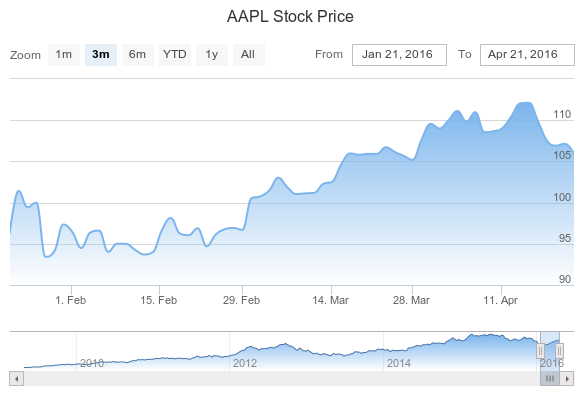 AAPL Stock Price
Zoom 1m 3m 6m YTD 1y All From Jan 21, 2016 To Apr 21, 2016
110
105
100
95
90
1. Feb 15. Feb 29. Feb 14. Mar 28. Mar 11. Apr
2010 2012 2014 2016